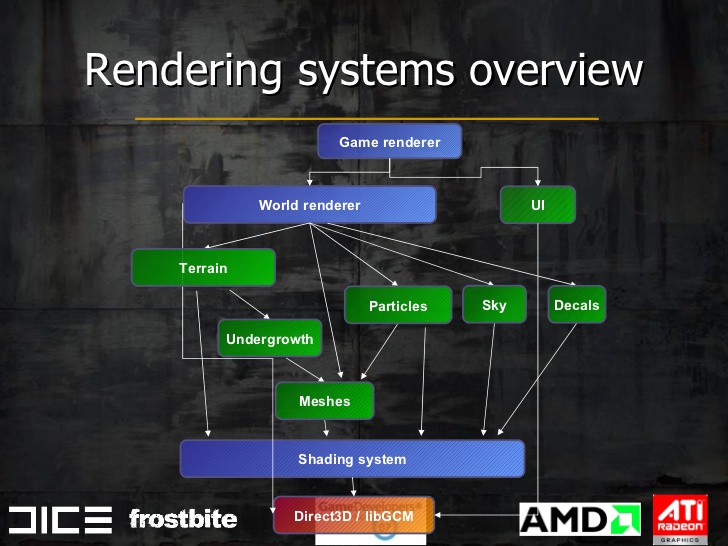 Rendering systems overview
Game renderer
World renderer
UI
Terrain
Particles
Sky
Decals
Undergrowth
Meshes
Shading system
GameDevelopers
Direct3D / libGCM
DICE
frostbite
AMD
ATI
RADEON
GRAPHICS